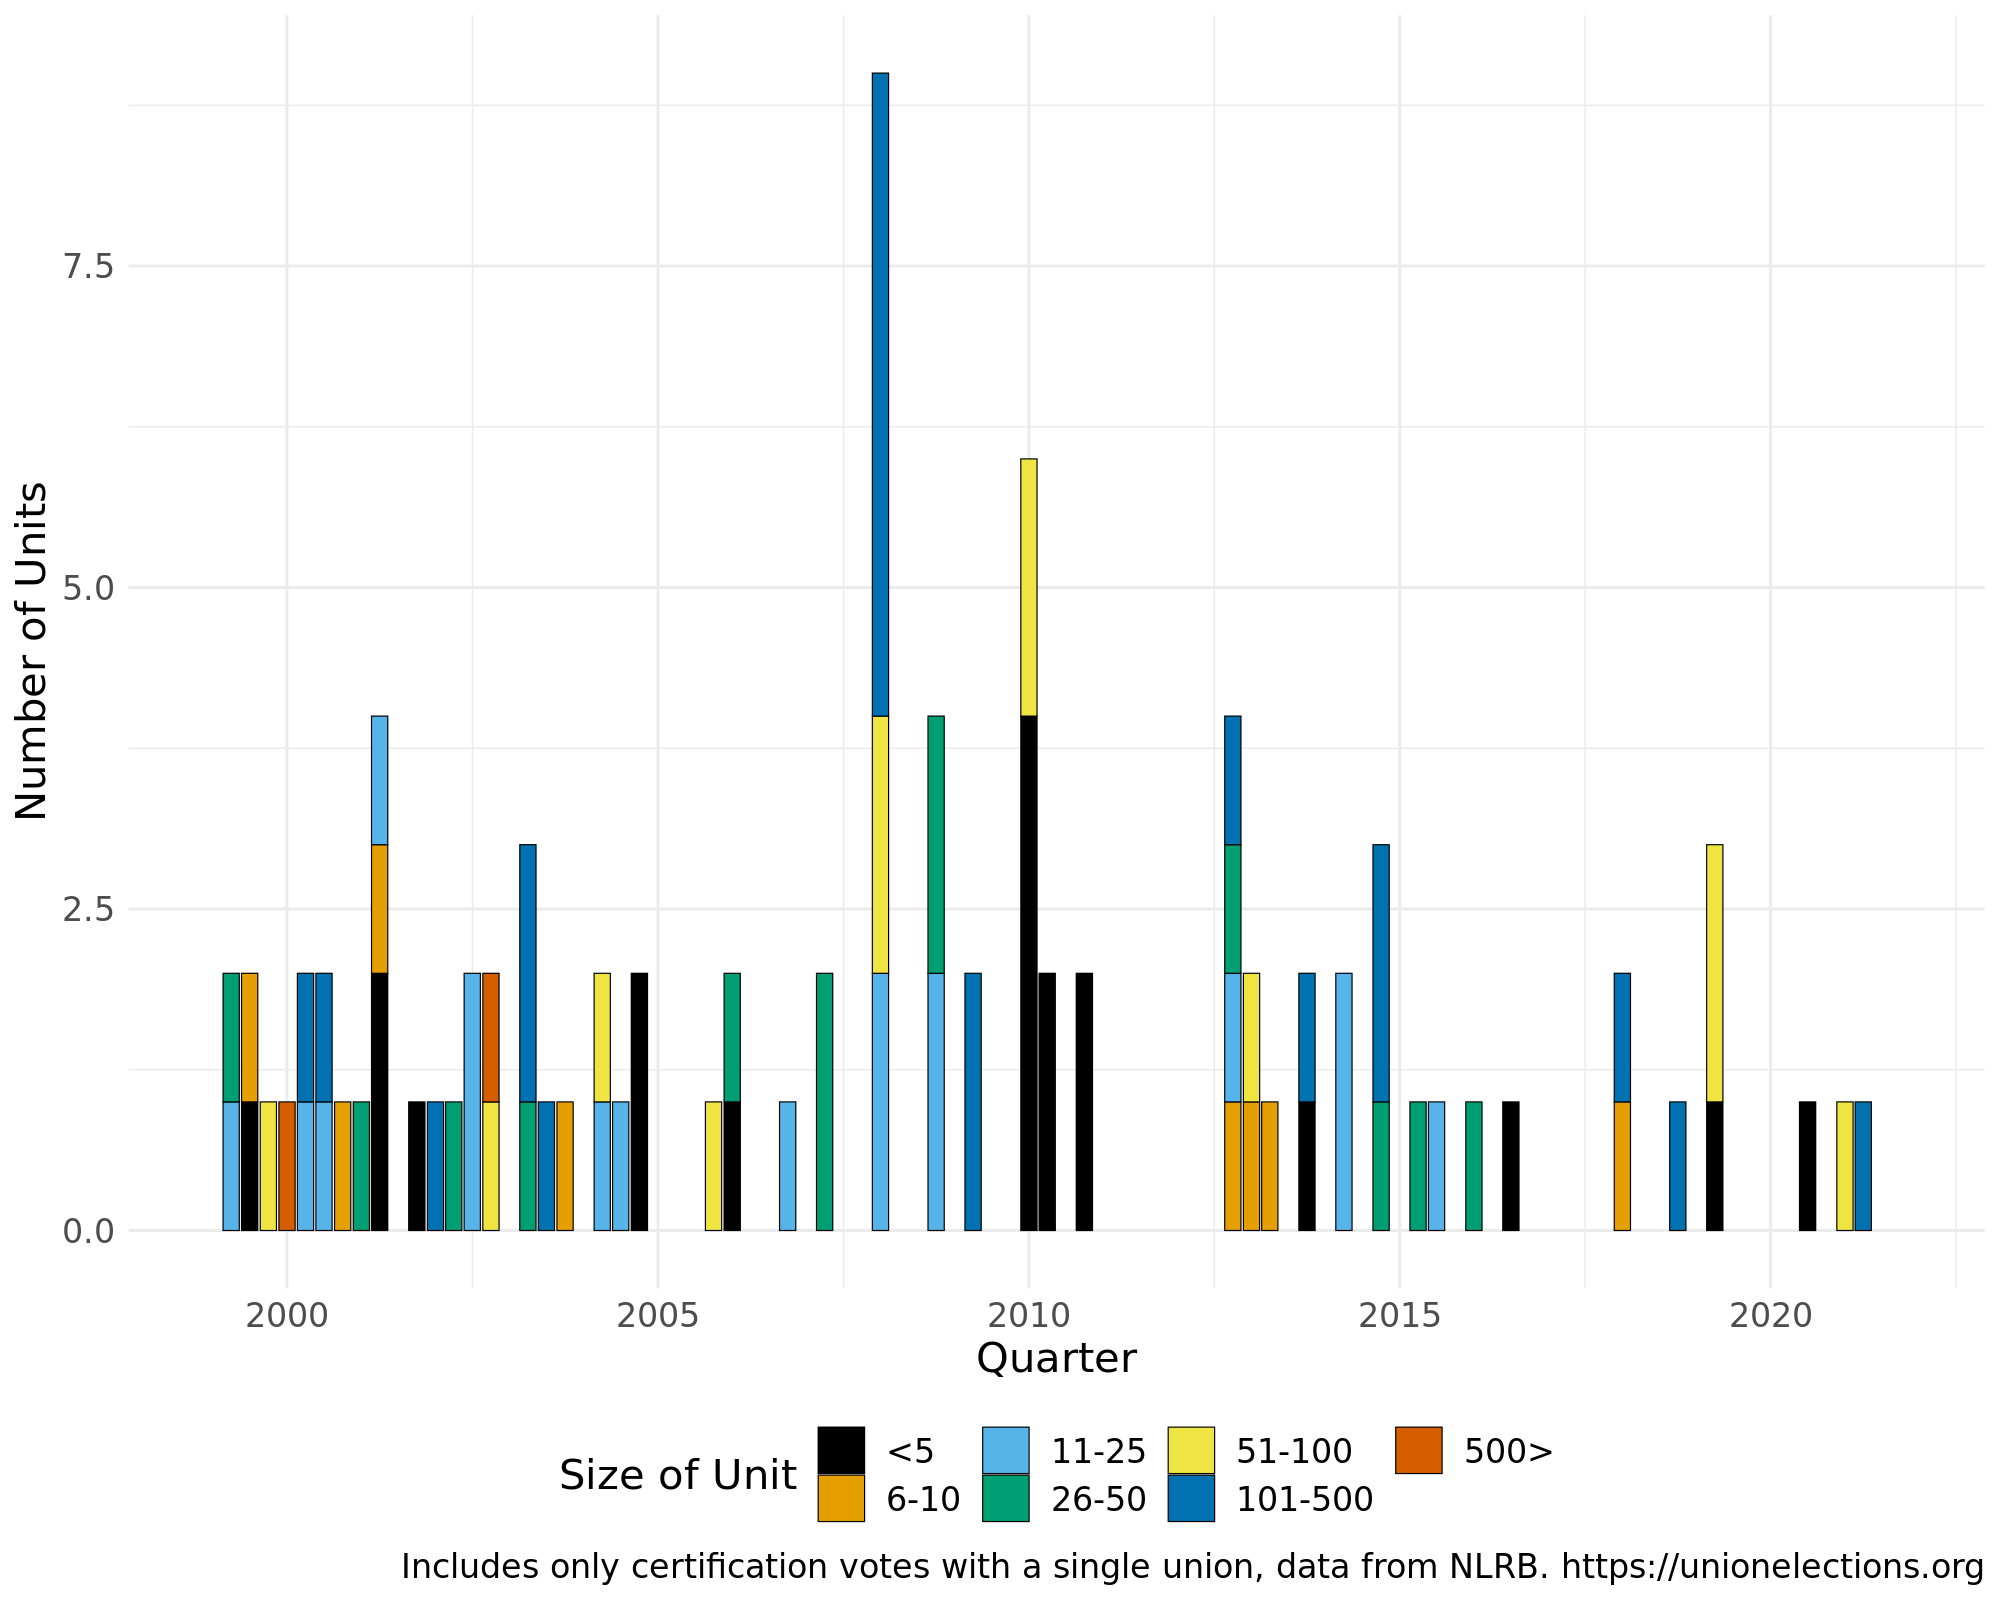 Number of Units
7.5
5.0
2.5
0.0
2000 2005 2010 2015 2020
Quarter
Size of Unit
<5 11-25 51-100 500>
6-10 26-50 101-500
Includes only certification votes with a single union, data from NLRB. https://unionelections.org